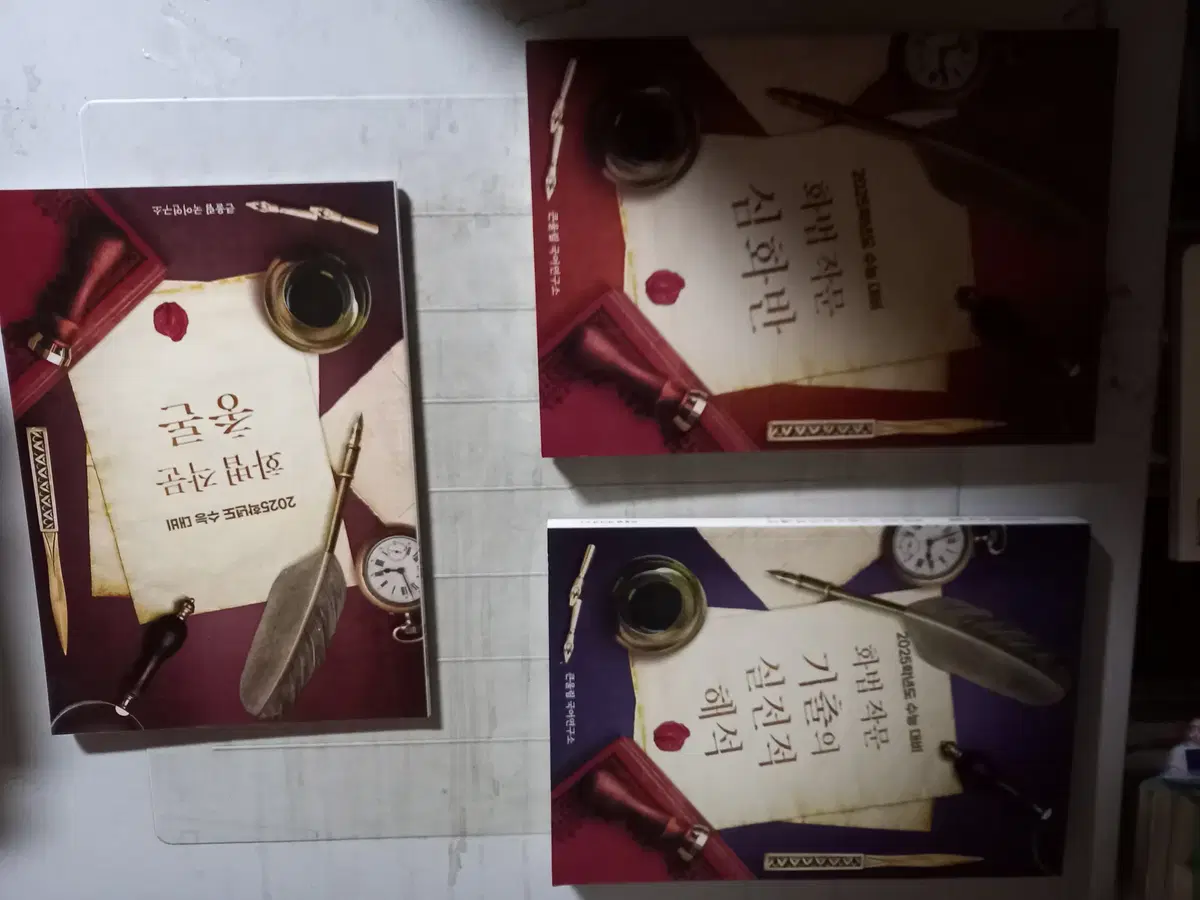 2025학년도 수능 대비
화법 작문
총론
큰울림 국어연구소
2025학년도 수능 대비
화법 작문
심화반
큰울림 국어연구소
2025학년도 수능 대비
화법 작문
기출의
실전적
해석
큰울림 국어연구소